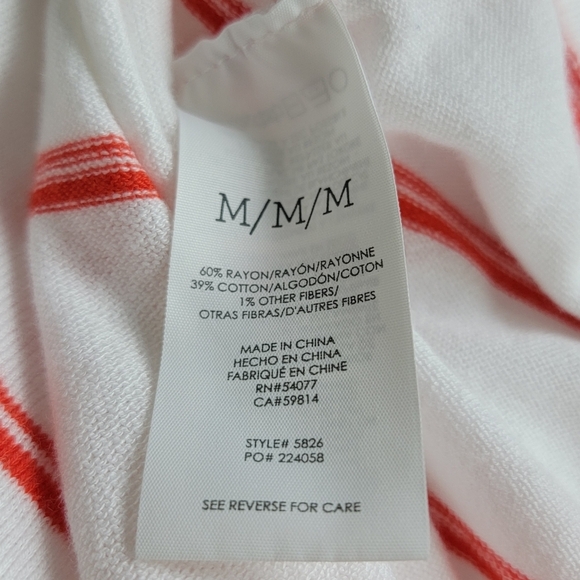 M/M/M
60% RAYON/RAYÓN/RAYONNE
39% COTTON/ALGODÓN/COTON
1% OTHER FIBERS/
OTRAS FIBRAS/D'AUTRES FIBRES
MADE IN CHINA
HECHO EN CHINA
FABRIQUÉ EN CHINE
RN#54077
CA#59814
STYLE# 5826
PO# 224058
SEE REVERSE FOR CARE